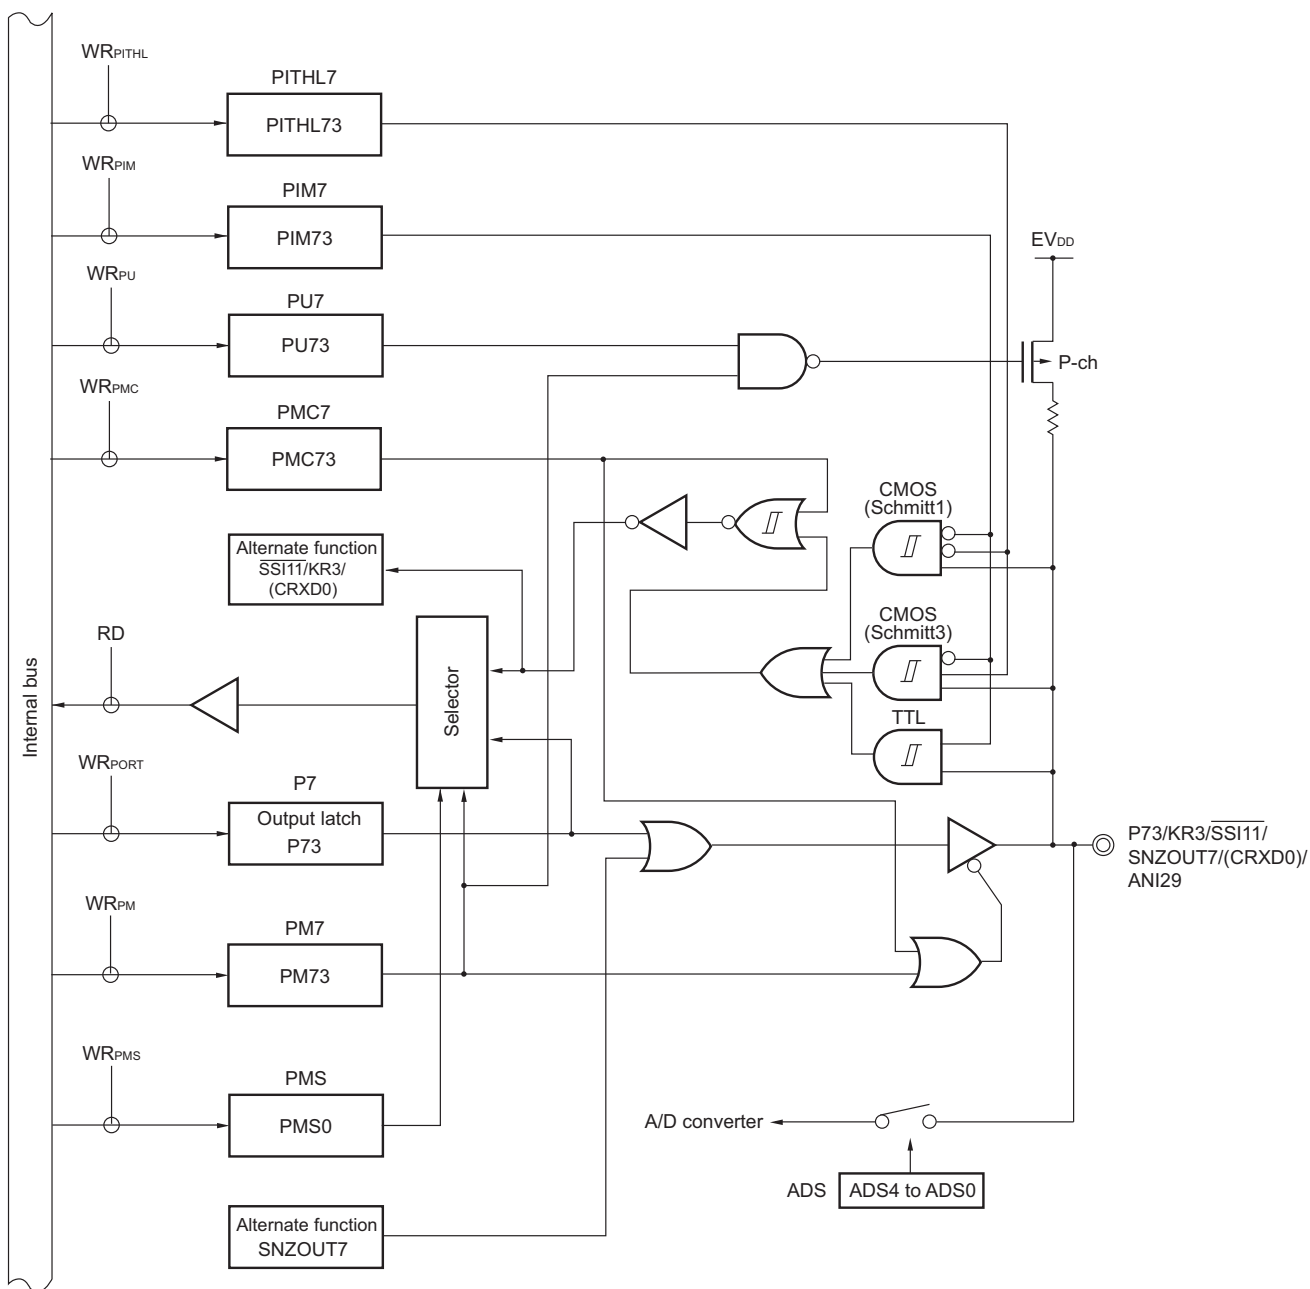 WRPITHL
PITHL7
PITHL73
WRPIM
PIM7
PIM73
EVDD
WRPU
PU7
PU73
P-ch
WRPMC
PMC7
PMC73
CMOS
(Schmitt1)
Alternate function
SSI11/KR3/
(CRXD0)
CMOS
(Schmitt3)
RD
Internal bus
Selector
TTL
WRPORT
P7
Output latch
P73
P73/KR3/SSI11/
SNZOUT7/(CRXD0)/
ANI29
WRPM
PM7
PM73
WRPMS
PMS
PMS0
A/D converter
ADS
ADS4 to ADS0
Alternate function
SNZOUT7